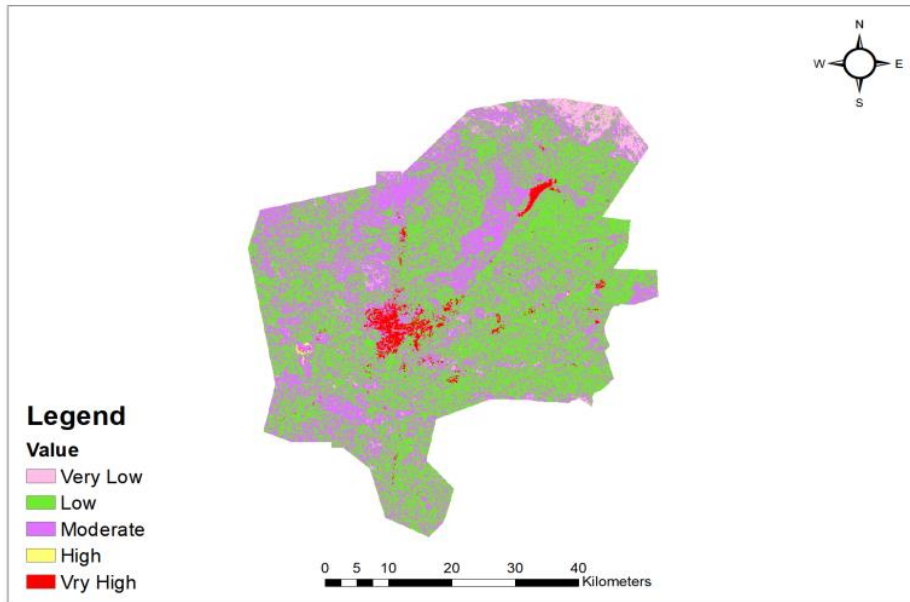 N
W E
S
Legend
Value
Very Low
Low
Moderate
High
Vry High
0 5 10 20 30 40
Kilometers